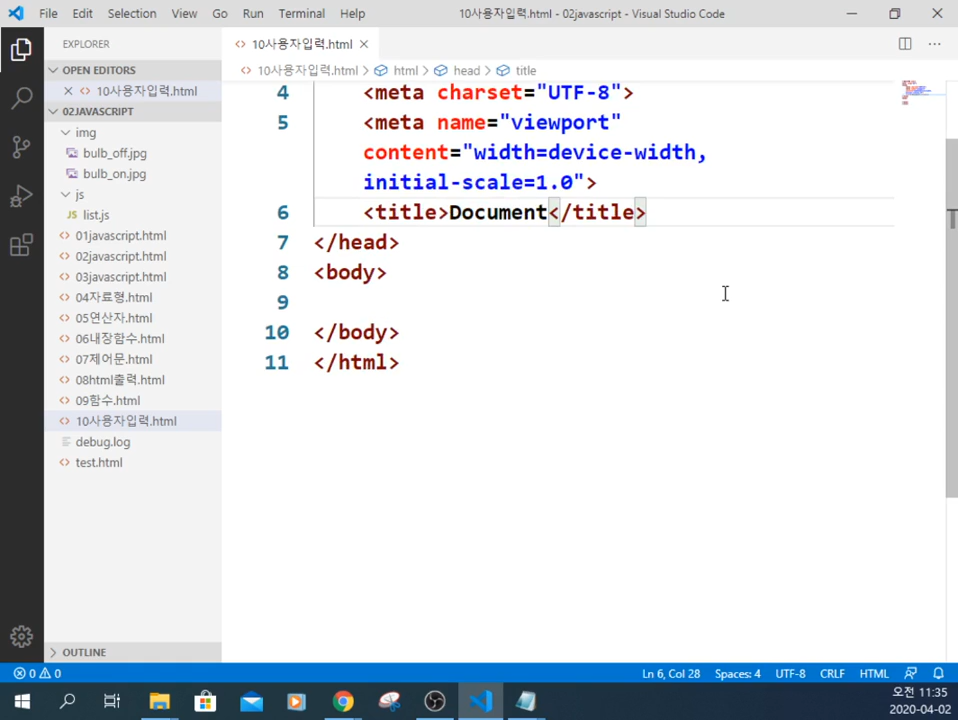 File Edit Selection View Go Run Terminal Help 10사용자입력.html - 02javascript - Visual Studio Code
EXPLORER
OPEN EDITORS
10사용자입력.html
02JAVASCRIPT
img
bulb_off.jpg
bulb_on.jpg
js
JS list.js
01javascript.html
02javascript.html
03javascript.html
04자료형.html
05연산자.html
06내장함수.html
07제어문.html
08html출력.html
09함수.html
10사용자입력.html
debug.log
test.html
OUTLINE
10사용자입력.html
10사용자입력.html > html > head > title
4 <meta charset="UTF-8">
5 <meta name="viewport"
content="width=device-width,
initial-scale=1.0">
6 <title>Document</title>
7 </head>
8 <body>
9
10 </body>
11 </html>
0 0 Ln 6, Col 28 Spaces: 4 UTF-8 CRLF HTML
오전 11:35
2020-04-02